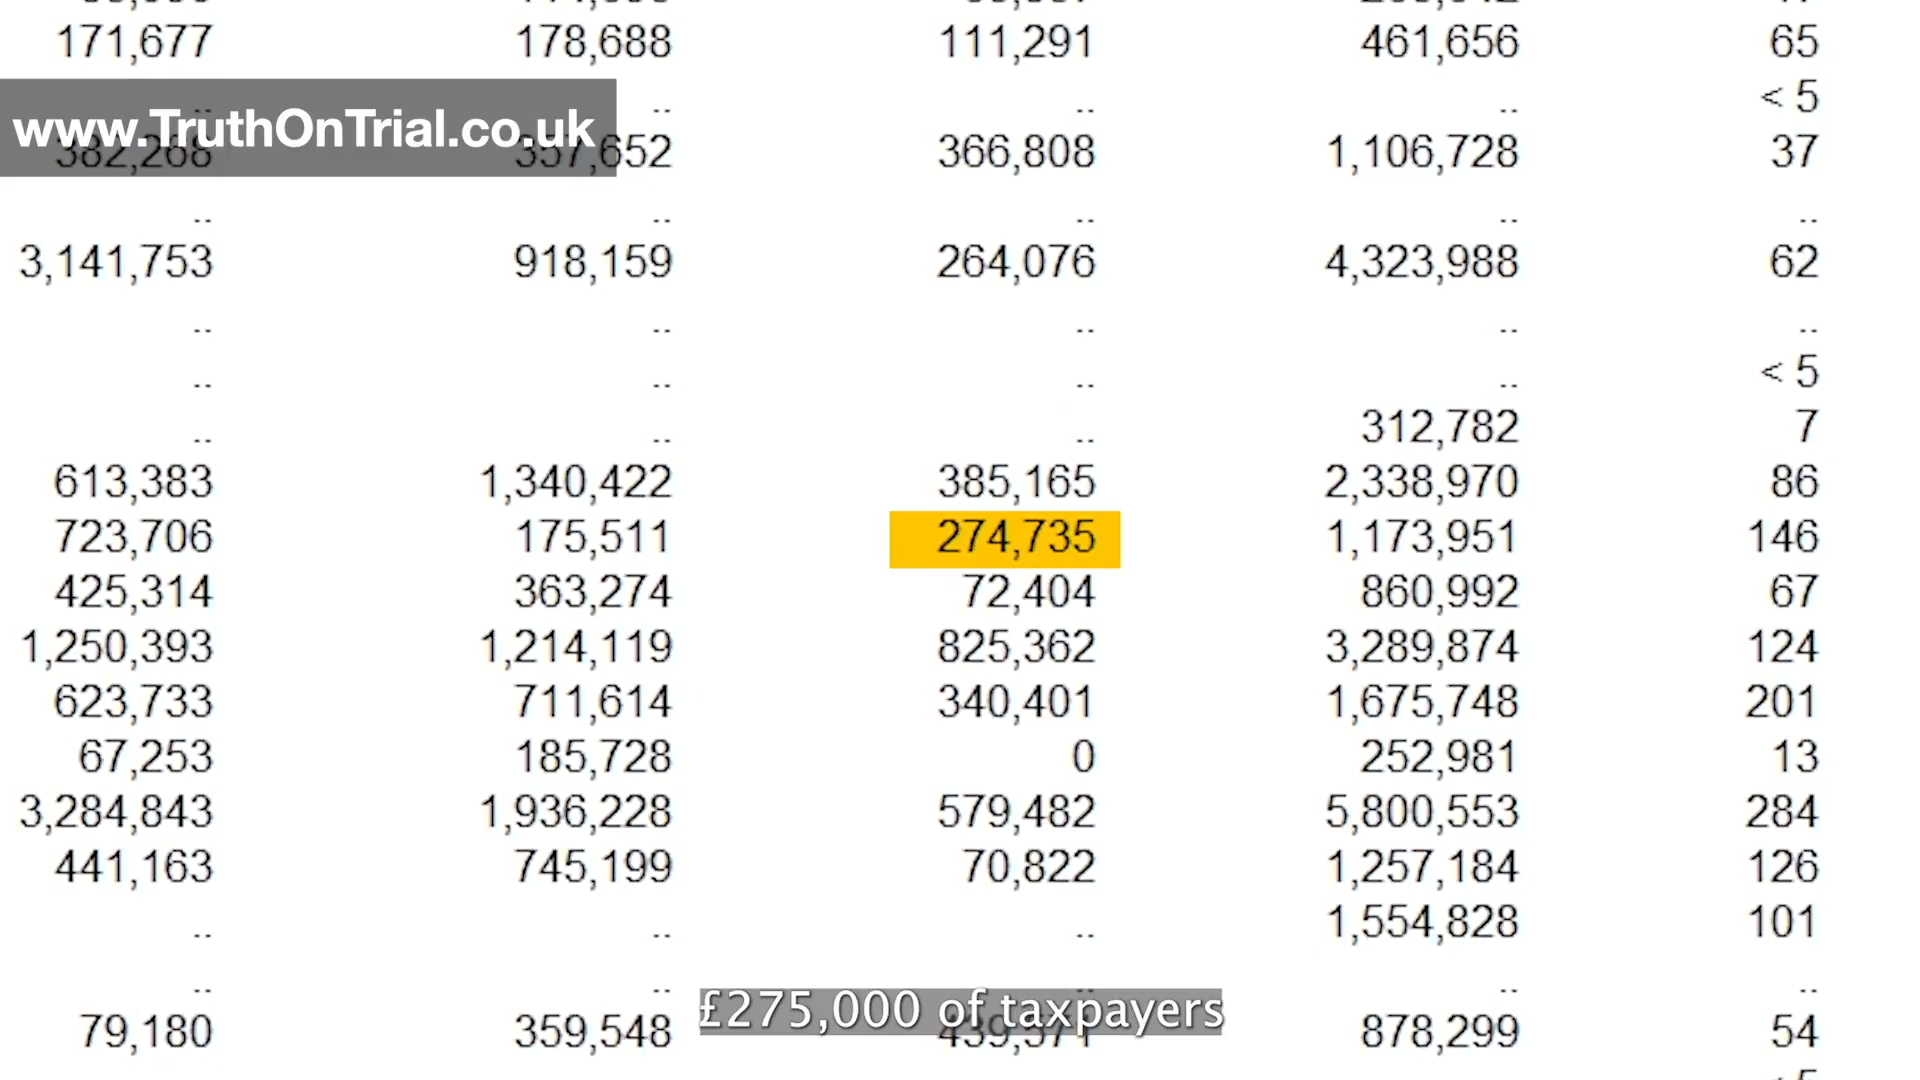 171,677 178,688 111,291 461,656 65
.. .. .. .. < 5
www.TruthOnTrial.co.uk
382,268 357,652 366,808 1,106,728 37
.. .. .. .. ..
3,141,753 918,159 264,076 4,323,988 62
.. .. .. .. ..
.. .. .. .. < 5
.. .. .. 312,782 7
613,383 1,340,422 385,165 2,338,970 86
723,706 175,511 274,735 1,173,951 146
425,314 363,274 72,404 860,992 67
1,250,393 1,214,119 825,362 3,289,874 124
623,733 711,614 340,401 1,675,748 201
67,253 185,728 0 252,981 13
3,284,843 1,936,228 579,482 5,800,553 284
441,163 745,199 70,822 1,257,184 126
.. .. .. 1,554,828 101
.. .. .. .. ..
£275,000 of taxpayers
79,180 359,548 878,299 54